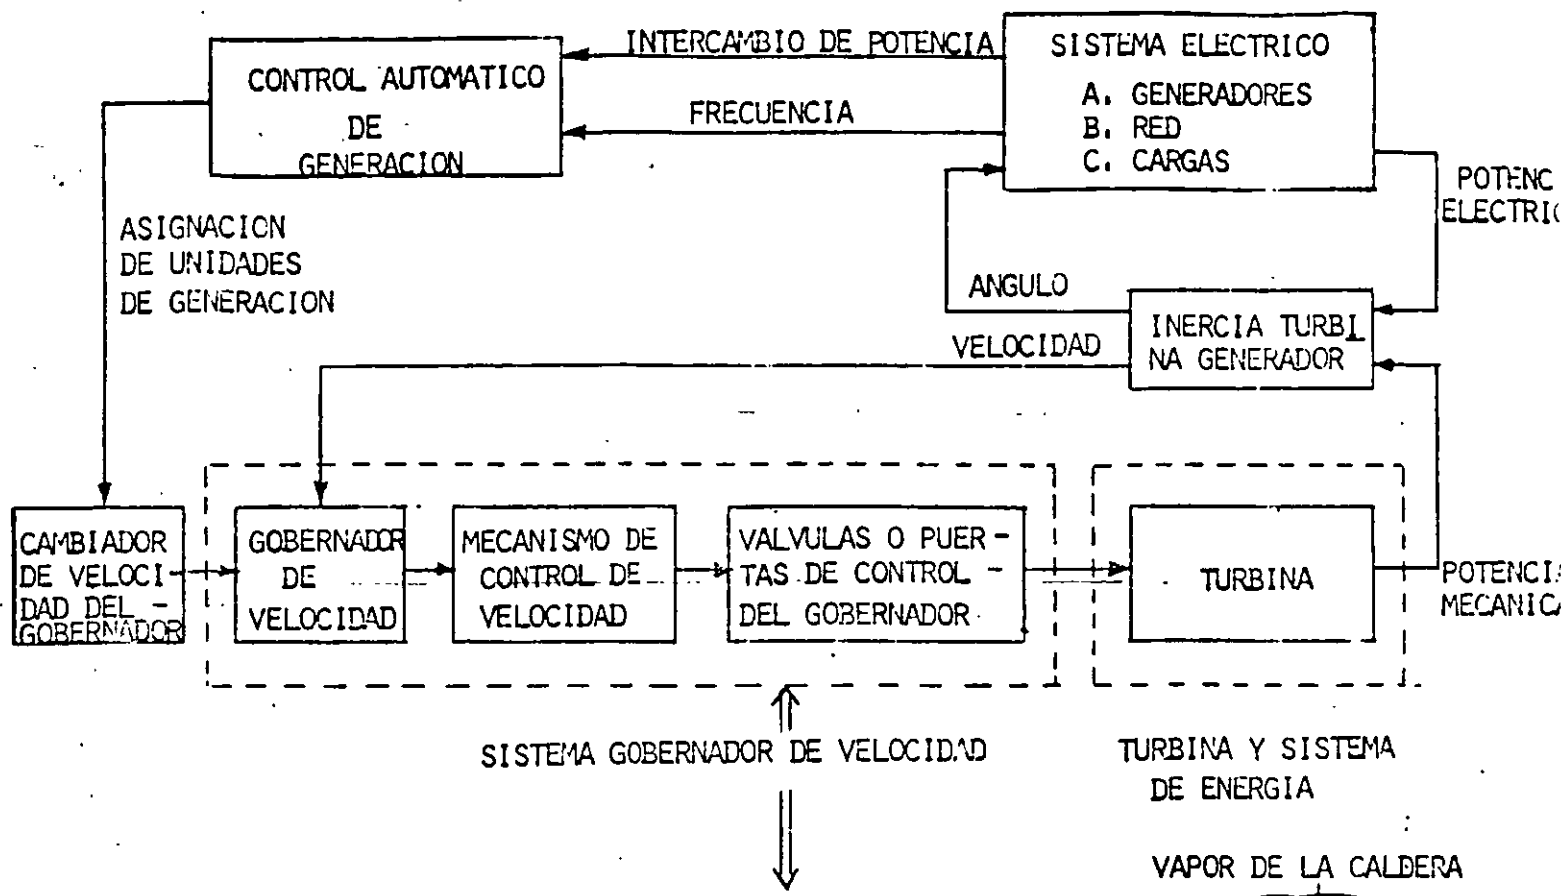 INTERCAMBIO DE POTENCIA
SISTEMA ELECTRICO
A. GENERADORES
B. RED
C. CARGAS
CONTROL AUTOMATICO
DE
GENERACION
FRECUENCIA
POTENC
ELECTRI
ASIGNACION
DE UNIDADES
DE GENERACION
ANGULO
VELOCIDAD
INERCIA TURBI
NA GENERADOR
CAMBIADOR
DE VELOCI-
DAD DEL -
GOBERNADOR
GOBERNADOR
DE
VELOCIDAD
MECANISMO DE
CONTROL DE
VELOCIDAD
VALVULAS O PUER-
TAS DE CONTROL -
DEL GOBERNADOR
TURBINA
POTENCI
MECANIC
SISTEMA GOBERNADOR DE VELOCIDAD
TURBINA Y SISTEMA
DE ENERGIA
VAPOR DE LA CALDERA